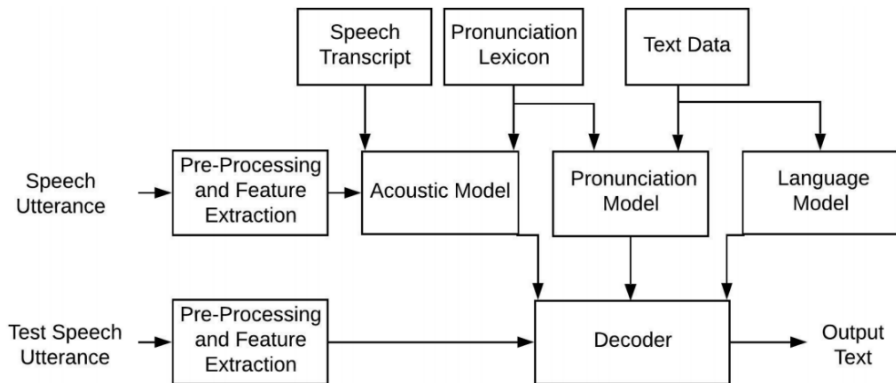 Speech
Transcript
Pronunciation
Lexicon
Text Data
Speech
Utterance
Pre-Processing
and Feature
Extraction
Acoustic Model
Pronunciation
Model
Language
Model
Test Speech
Utterance
Pre-Processing
and Feature
Extraction
Decoder
Output
Text